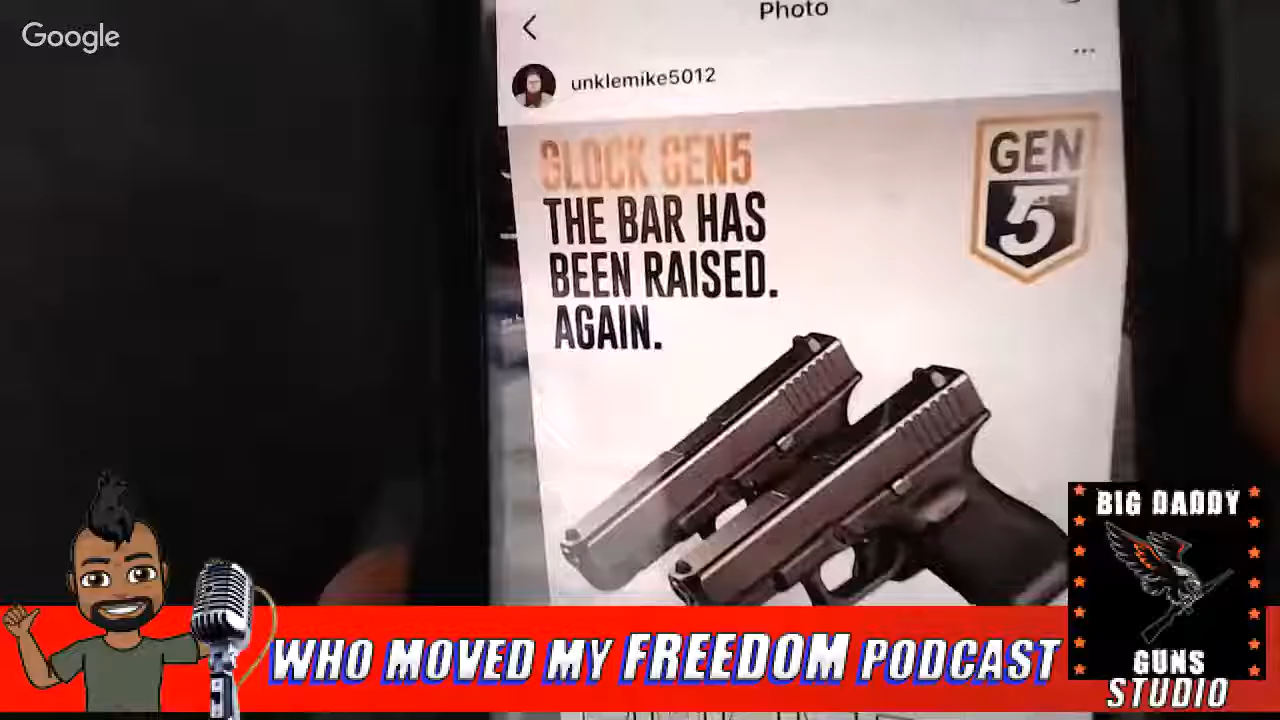 Google
Photo
unklemike5012
GLOCK GEN5
THE BAR HAS
BEEN RAISED.
AGAIN.
GEN
5
WHO MOVED MY FREEDOM PODCAST
BIG DADDY
GUNS
STUDIO